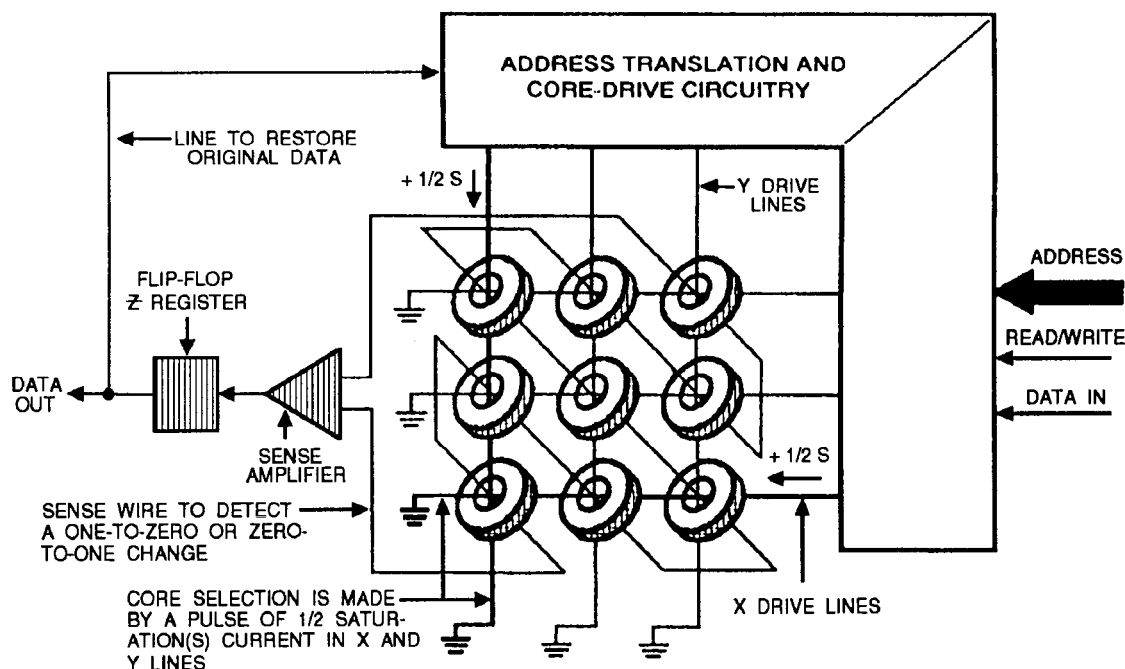 ADDRESS TRANSLATION AND
CORE-DRIVE CIRCUITRY
LINE TO RESTORE
ORIGINAL DATA
+ 1/2 S
Y DRIVE
LINES
ADDRESS
READ/WRITE
DATA IN
FLIP-FLOP
Z REGISTER
DATA
OUT
SENSE
AMPLIFIER
+ 1/2 S
SENSE WIRE TO DETECT
A ONE-TO-ZERO OR ZERO-
TO-ONE CHANGE
X DRIVE LINES
CORE SELECTION IS MADE
BY A PULSE OF 1/2 SATUR-
ATION(S) CURRENT IN X AND
Y LINES